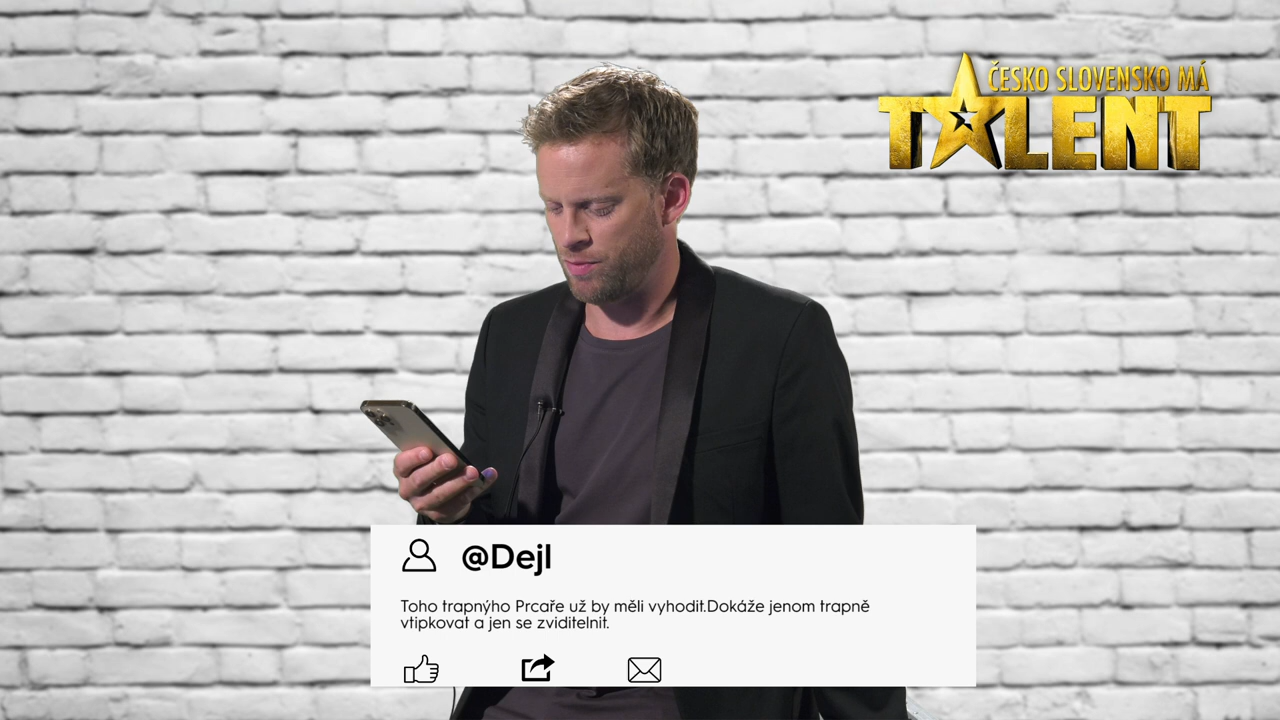 ČESKO SLOVENSKO MÁ
TALENT
@Dejl
Toho trapnýho Prcaře už by měli vyhodit.Dokáže jenom trapně
vtipkovat a jen se zviditelnit.